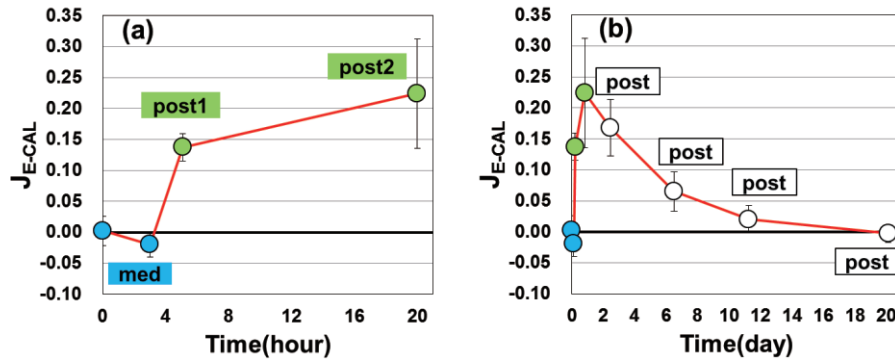 (a)
0.35
0.30
0.25
0.20
0.15
0.10
0.05
0.00
-0.05
-0.10
J E-CAL
post1
post2
med
0 4 8 12 16 20
Time(hour)
(b)
0.35
0.30
0.25
0.20
0.15
0.10
0.05
0.00
-0.05
-0.10
J E-CAL
post
post
post
post
0 2 4 6 8 10 12 14 16 18 20
Time(day)